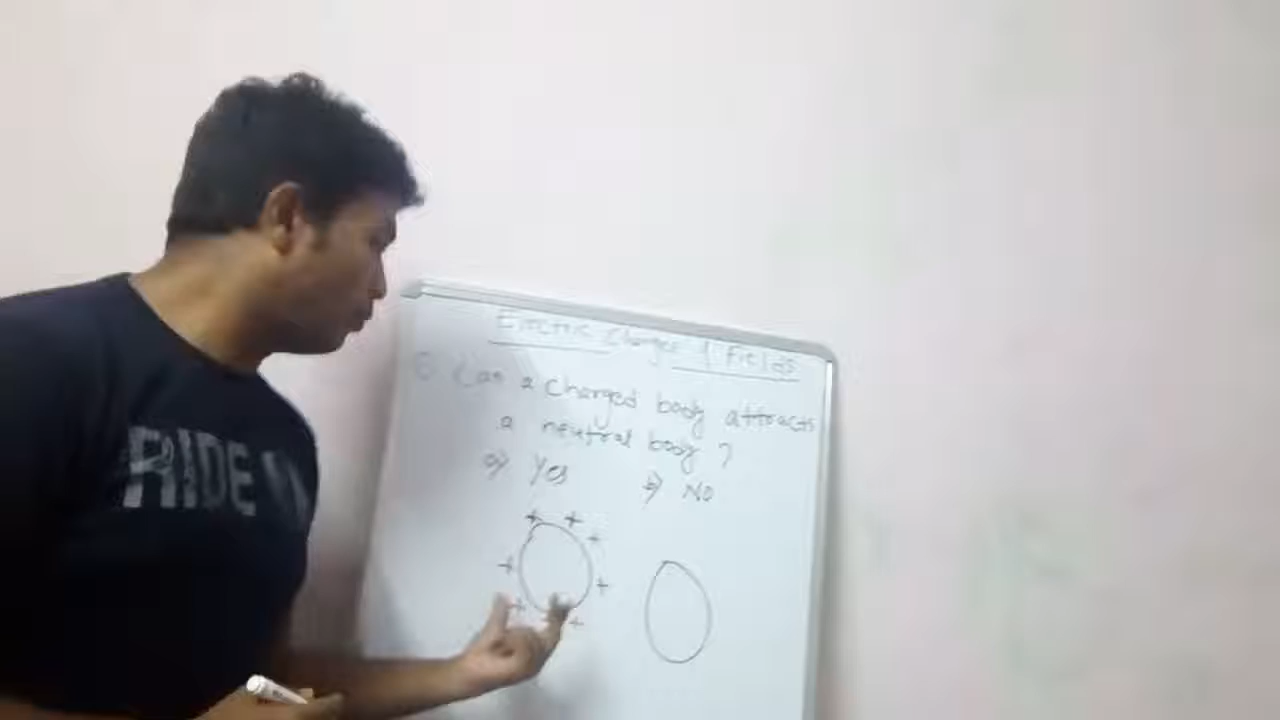 Electric Charges & Fields
Can a charged body attracts
a neutral body ?
a) Yes b) NO
+ + + + + + + +
RIDE